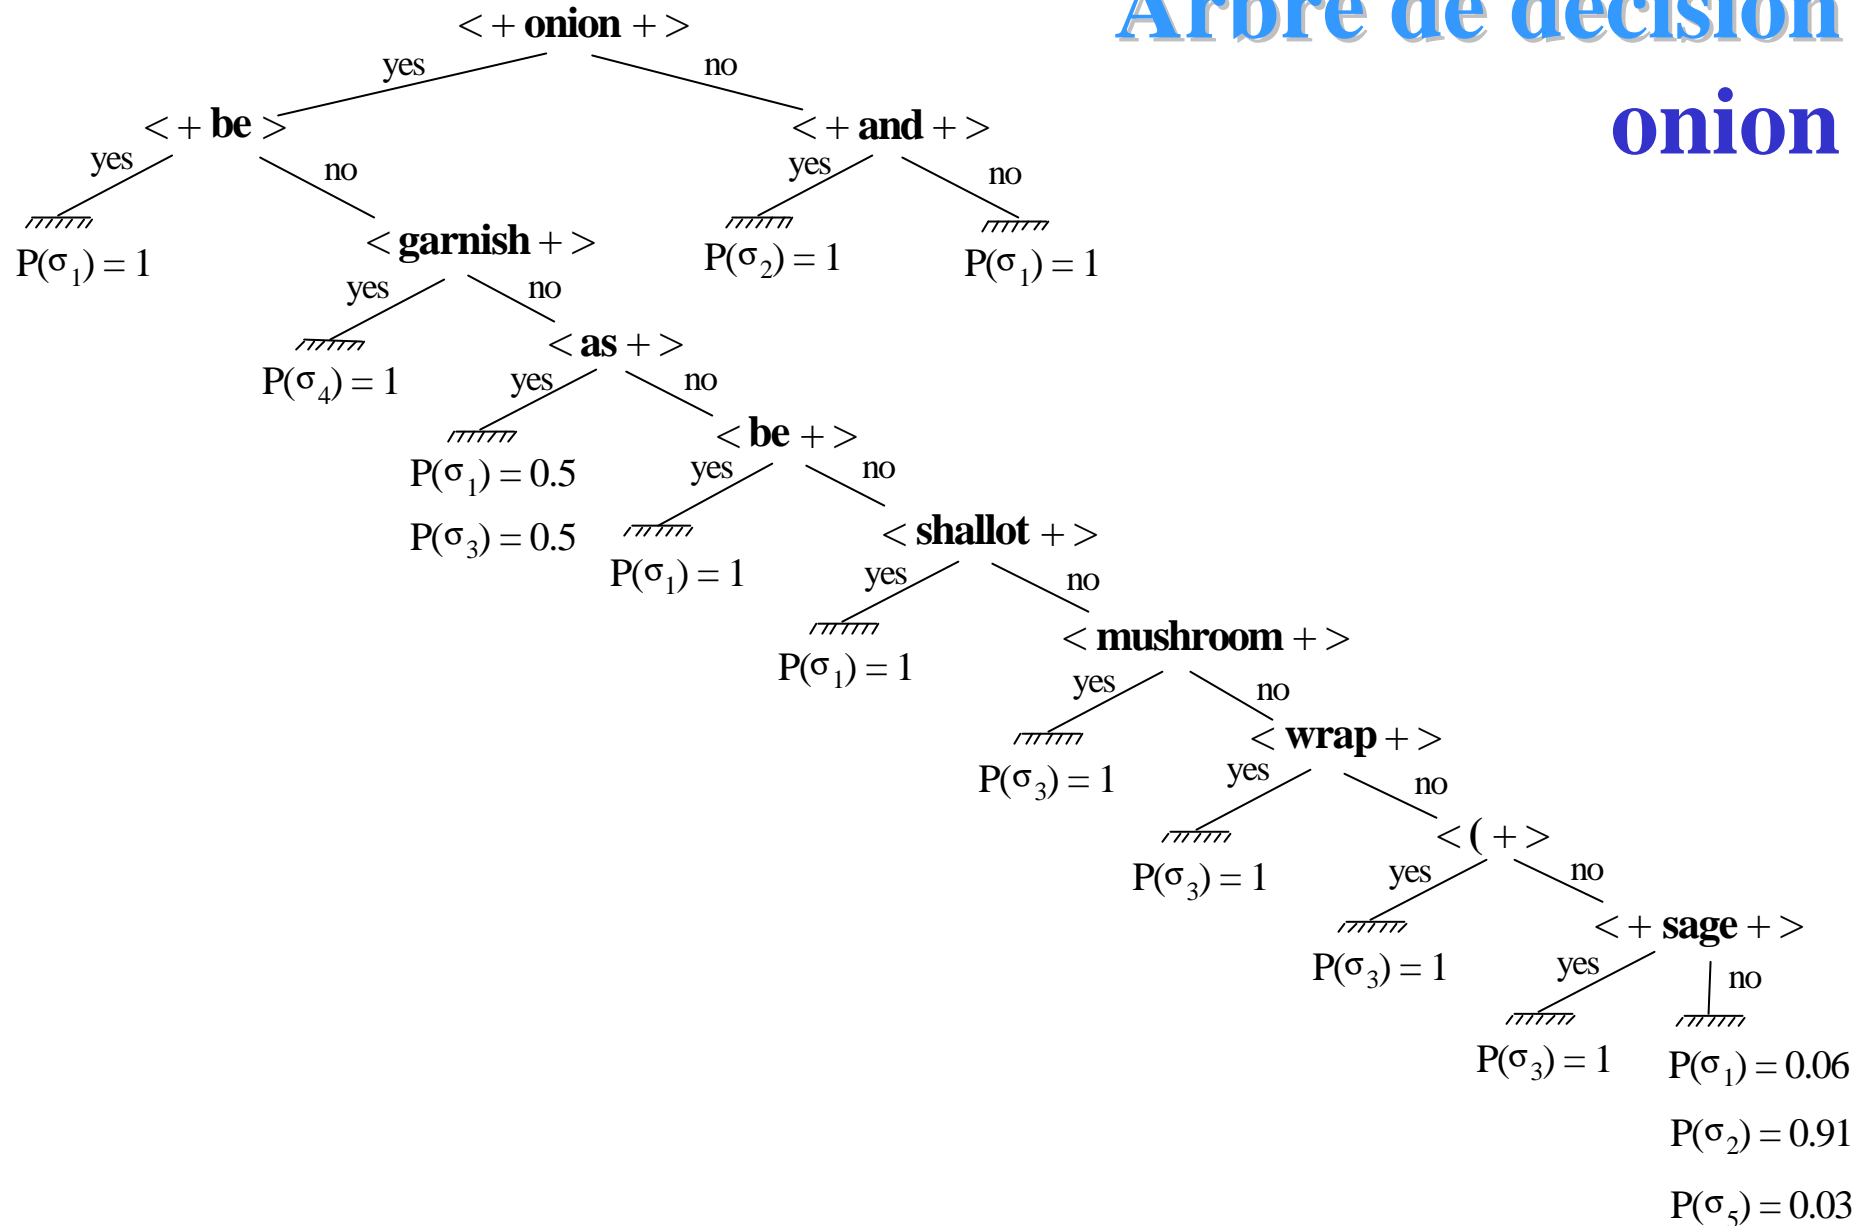 Arbre de décision
onion
< + onion + >
yes
no
< + be >
< + and + >
yes
no
yes
no
P(σ1) = 1
< garnish + >
P(σ2) = 1
P(σ1) = 1
yes
no
P(σ4) = 1
< as + >
yes
no
P(σ1) = 0.5
P(σ3) = 0.5
< be + >
yes
no
P(σ1) = 1
< shallot + >
yes
no
P(σ1) = 1
< mushroom + >
yes
no
P(σ3) = 1
< wrap + >
yes
no
P(σ3) = 1
< ( + >
yes
no
P(σ3) = 1
< + sage + >
yes
no
P(σ3) = 1
P(σ1) = 0.06
P(σ2) = 0.91
P(σ5) = 0.03